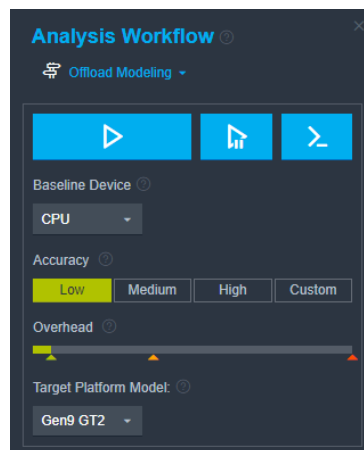 Analysis Workflow
Offload Modeling
Baseline Device
CPU
Accuracy
Low Medium High Custom
Overhead
Target Platform Model:
Gen9 GT2